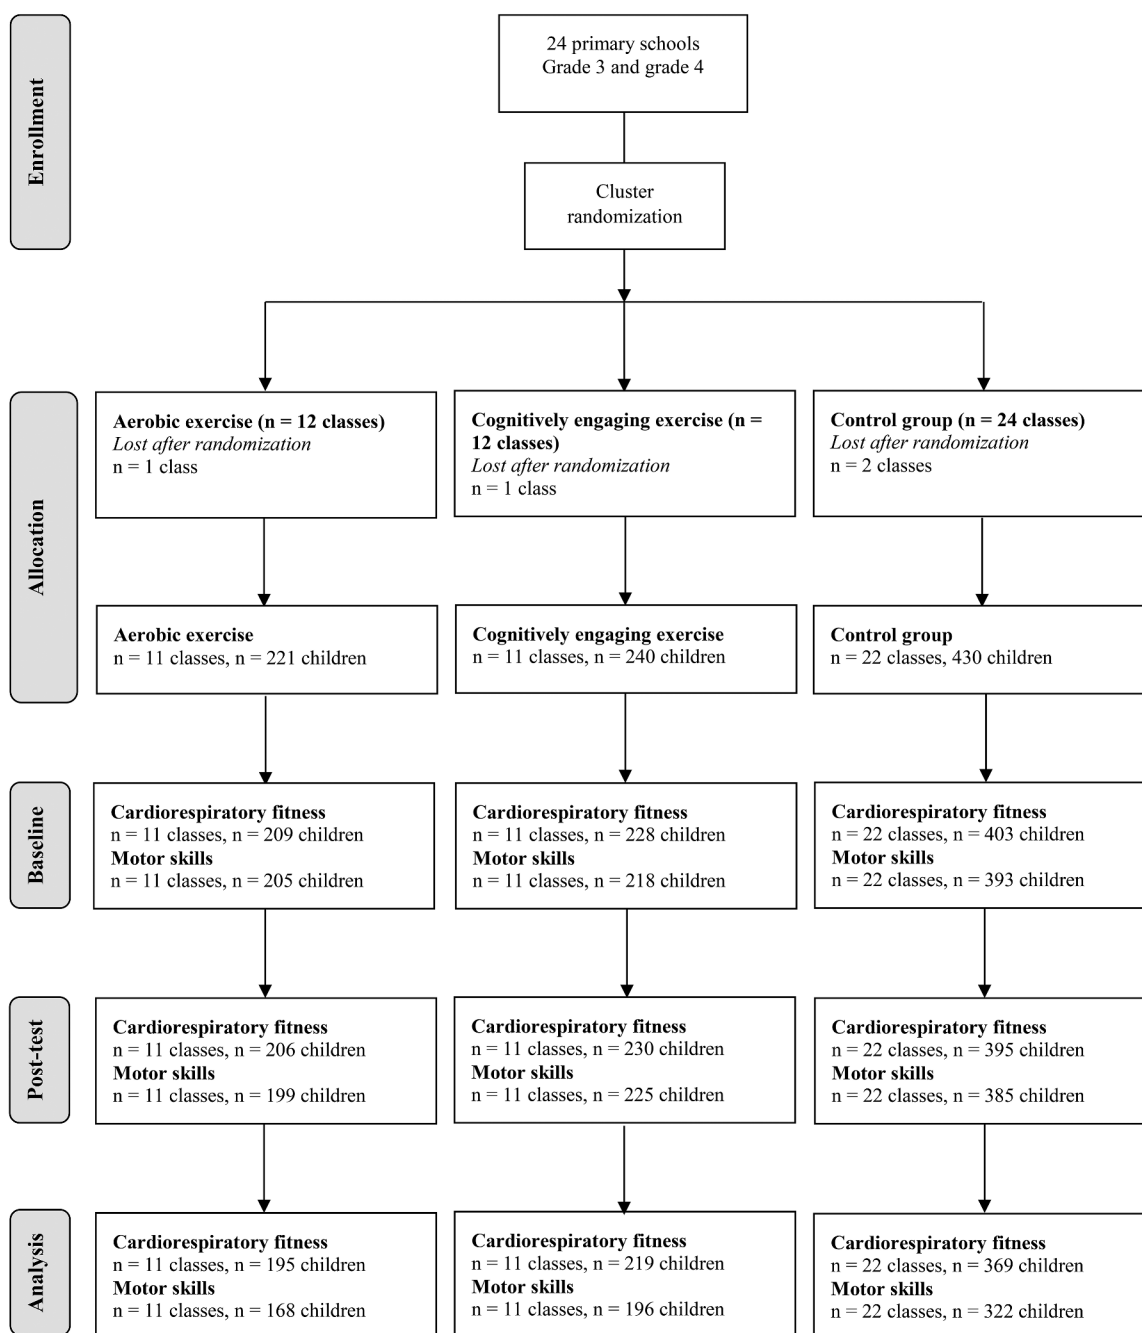 Enrollment
24 primary schools
Grade 3 and grade 4
Cluster
randomization
Allocation
Aerobic exercise (n = 12 classes)
Lost after randomization
n = 1 class
Cognitively engaging exercise (n =
12 classes)
Lost after randomization
n = 1 class
Control group (n = 24 classes)
Lost after randomization
n = 2 classes
Aerobic exercise
n = 11 classes, n = 221 children
Cognitively engaging exercise
n = 11 classes, n = 240 children
Control group
n = 22 classes, 430 children
Baseline
Cardiorespiratory fitness
n = 11 classes, n = 209 children
Motor skills
n = 11 classes, n = 205 children
Cardiorespiratory fitness
n = 11 classes, n = 228 children
Motor skills
n = 11 classes, n = 218 children
Cardiorespiratory fitness
n = 22 classes, n = 403 children
Motor skills
n = 22 classes, n = 393 children
Post-test
Cardiorespiratory fitness
n = 11 classes, n = 206 children
Motor skills
n = 11 classes, n = 199 children
Cardiorespiratory fitness
n = 11 classes, n = 230 children
Motor skills
n = 11 classes, n = 225 children
Cardiorespiratory fitness
n = 22 classes, n = 395 children
Motor skills
n = 22 classes, n = 385 children
Analysis
Cardiorespiratory fitness
n = 11 classes, n = 195 children
Motor skills
n = 11 classes, n = 168 children
Cardiorespiratory fitness
n = 11 classes, n = 219 children
Motor skills
n = 11 classes, n = 196 children
Cardiorespiratory fitness
n = 22 classes, n = 369 children
Motor skills
n = 22 classes, n = 322 children